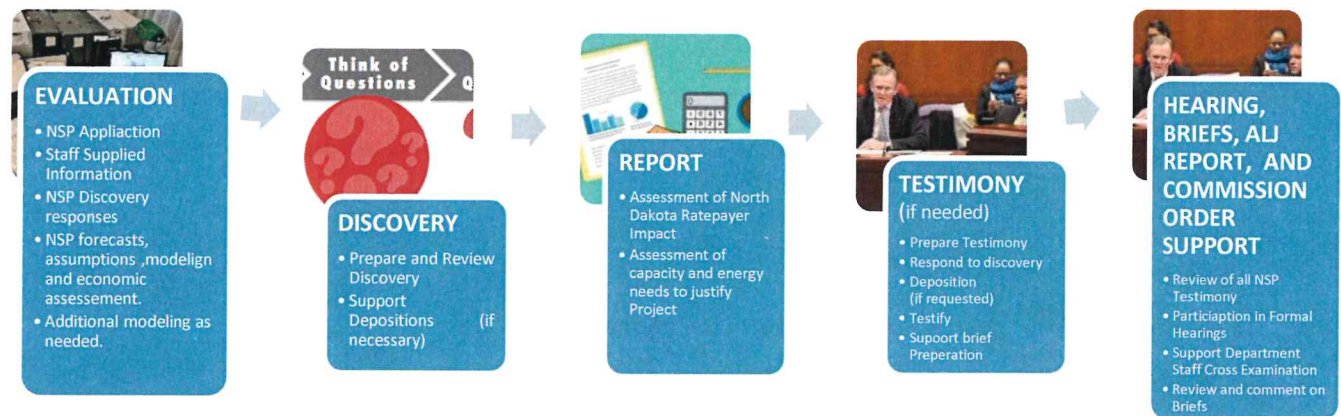 EVALUATION
• NSP Appliaction
• Staff Supplied
Information
• NSP Discovery
responses
• NSP forecasts,
assumptions ,modelign
and economic
assessement.
• Additional modeling as
needed.
Think of
Questions
Q
DISCOVERY
• Prepare and Review
Discovery
• Support
Depositions (if
necessary)
REPORT
• Assessment of North
Dakota Ratepayer
Impact
• Assessment of
capacity and energy
needs to justify
Project
TESTIMONY
(if needed)
• Prepare Testimony
• Respond to discovery
• Deposition
(if requested)
• Testify
• Supoort brief
Preperation
HEARING,
BRIEFS, ALJ
REPORT, AND
COMMISSION
ORDER
SUPPORT
• Review of all NSP
Testimony
• Particiaption in Formal
Hearings
• Support Department
Staff Cross Examination
• Review and comment on
Briefs